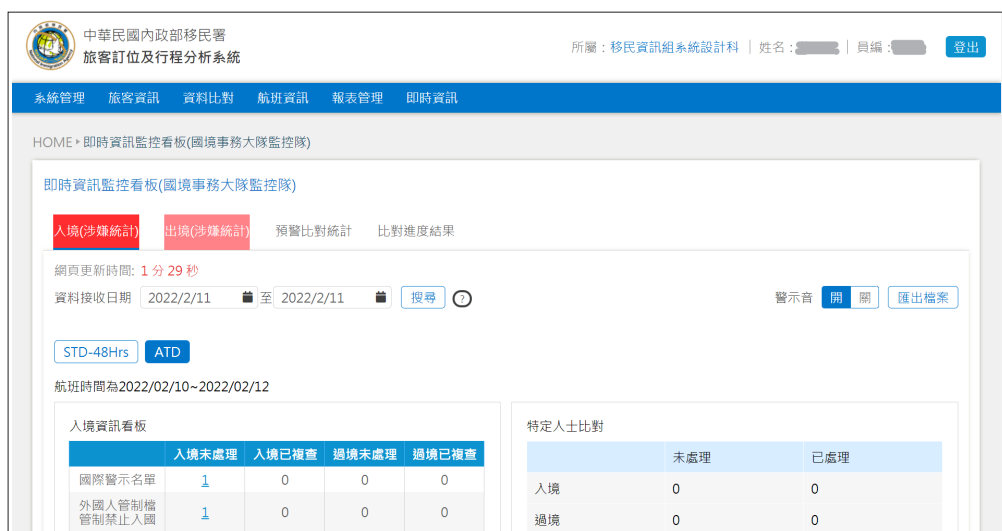 中華民國內政部移民署
旅客訂位及行程分析系統
所屬：移民資訊組系統設計科 | 姓名： | 員編： 登出
系統管理 旅客資訊 資料比對 航班資訊 報表管理 即時資訊
HOME ▸ 即時資訊監控看板(國境事務大隊監控隊)
即時資訊監控看板(國境事務大隊監控隊)
入境(涉嫌統計) 出境(涉嫌統計) 預警比對統計 比對進度結果
網頁更新時間: 1 分 29 秒
資料接收日期 2022/2/11 至 2022/2/11 搜尋 ? 警示音 開 關 匯出檔案
STD-48Hrs ATD
航班時間為2022/02/10~2022/02/12
入境資訊看板
入境未處理 入境已複查 過境未處理 過境已複查
國際警示名單 1 0 0 0
外國人管制檔
管制禁止入國 1 0 0 0
特定人士比對
未處理 已處理
入境 0 0
過境 0 0